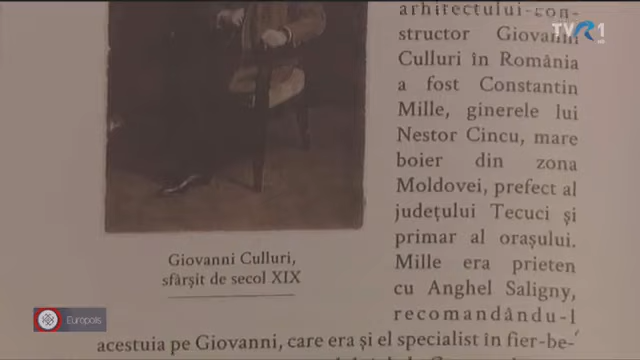 arhitectului-con-
structor Giovanni
Culluri în România
a fost Constantin
Mille, ginerele lui
Nestor Cincu, mare
boier din zona
Moldovei, prefect al
județului Tecuci și
primar al orașului.
Mille era prieten
cu Anghel Saligny,
recomandându-l
acestuia pe Giovanni, care era și el specialist în fier-be-
Giovanni Culluri,
sfârșit de secol XIX
TVR1
Europolis